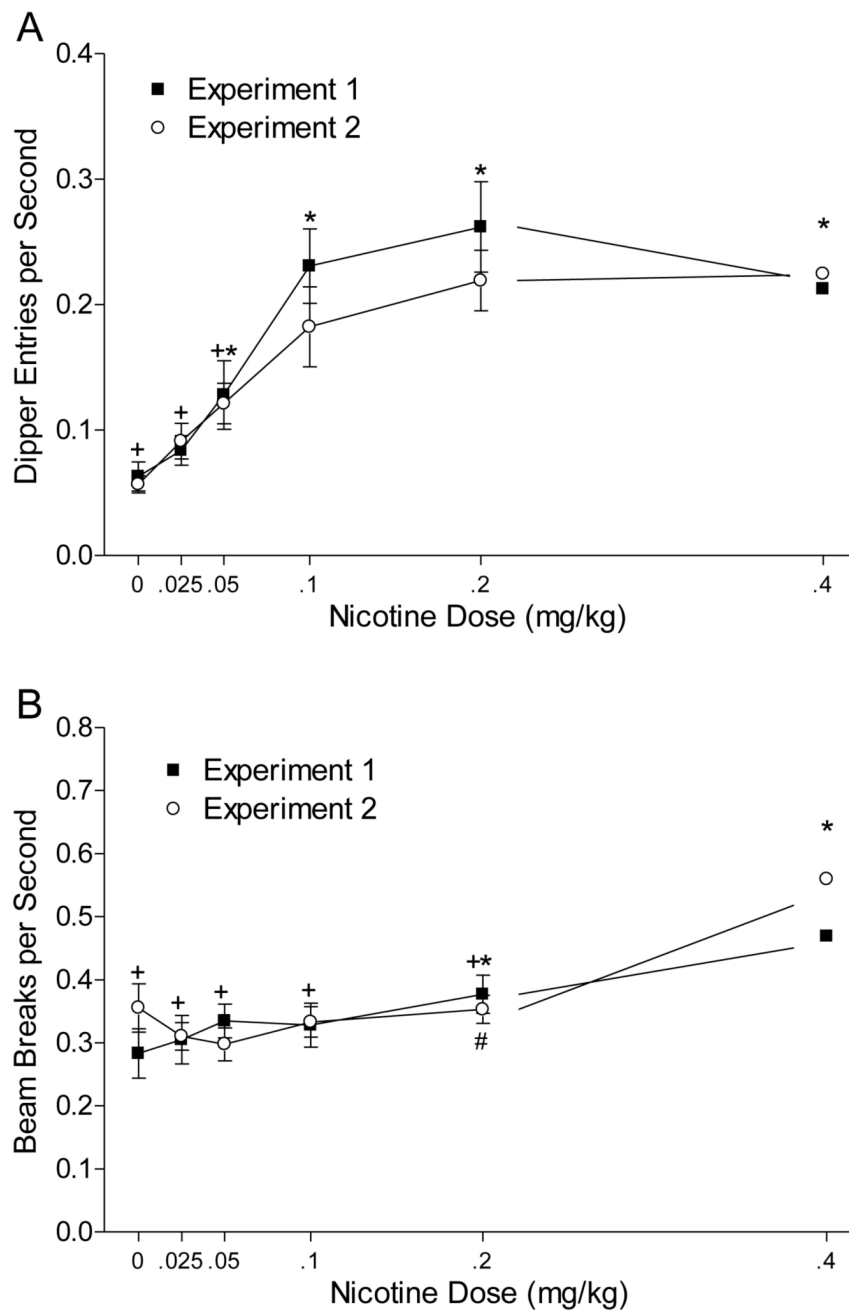 A
0.4
0.3
0.2
0.1
0.0
Dipper Entries per Second
Experiment 1
Experiment 2
+
+
+*
*
*
*
0 .025 .05 .1 .2 .4
Nicotine Dose (mg/kg)
B
0.8
0.7
0.6
0.5
0.4
0.3
0.2
0.1
0.0
Beam Breaks per Second
Experiment 1
Experiment 2
+
+
+
+
+*
#
*
0 .025 .05 .1 .2 .4
Nicotine Dose (mg/kg)